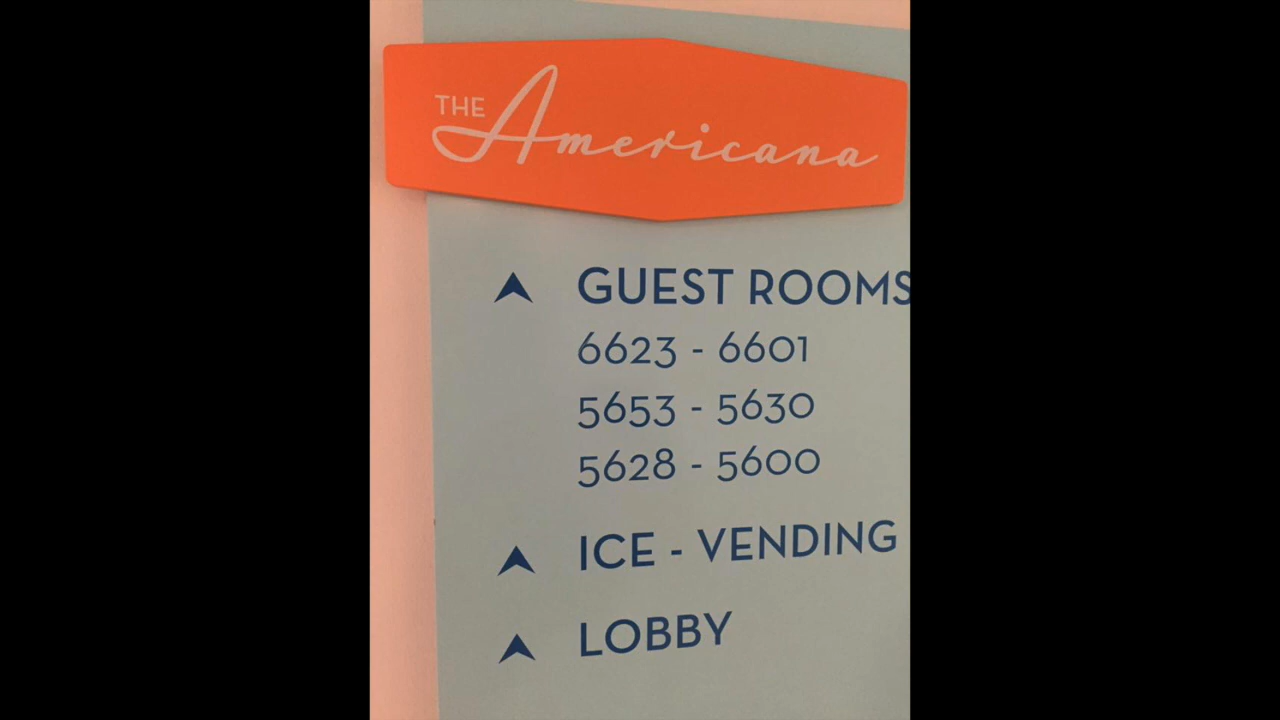 THE Americana
GUEST ROOMS
6623 - 6601
5653 - 5630
5628 - 5600
ICE - VENDING
LOBBY